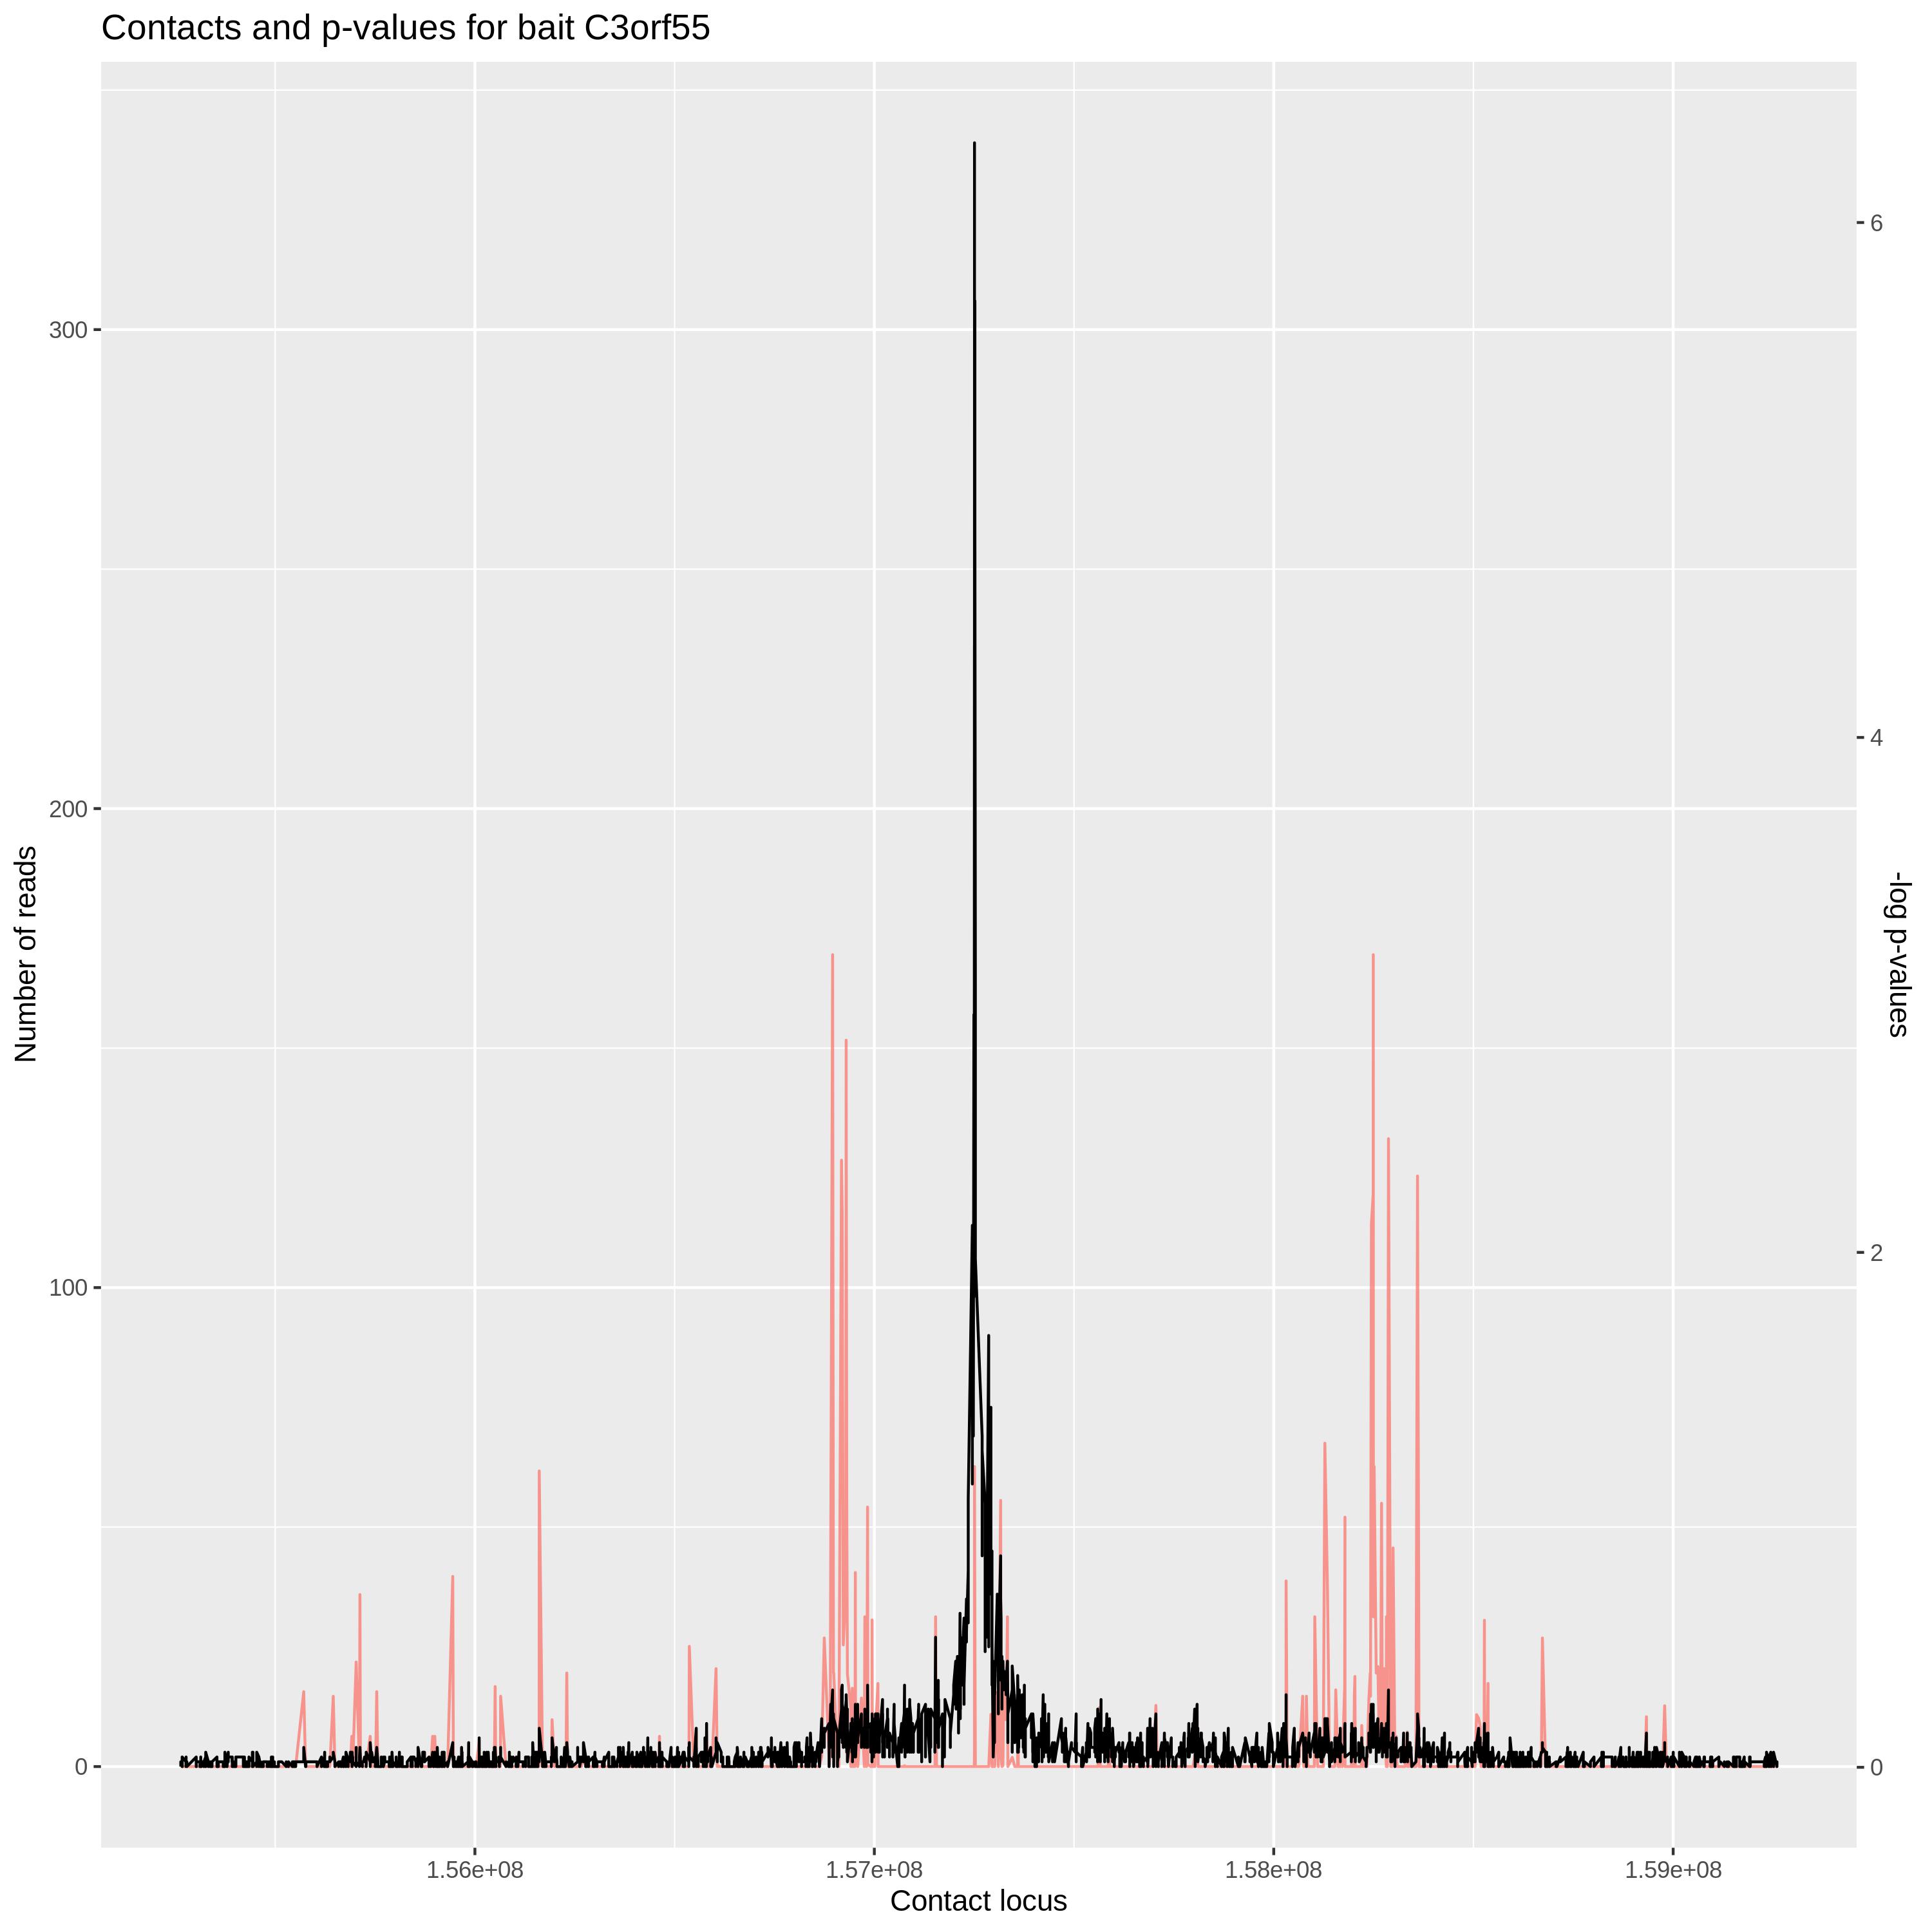 Contacts and p-values for bait C3orf55
Number of reads
300
200
100
0
6
4
2
0
-log p-values
1.56e+08
1.57e+08
1.58e+08
1.59e+08
Contact locus